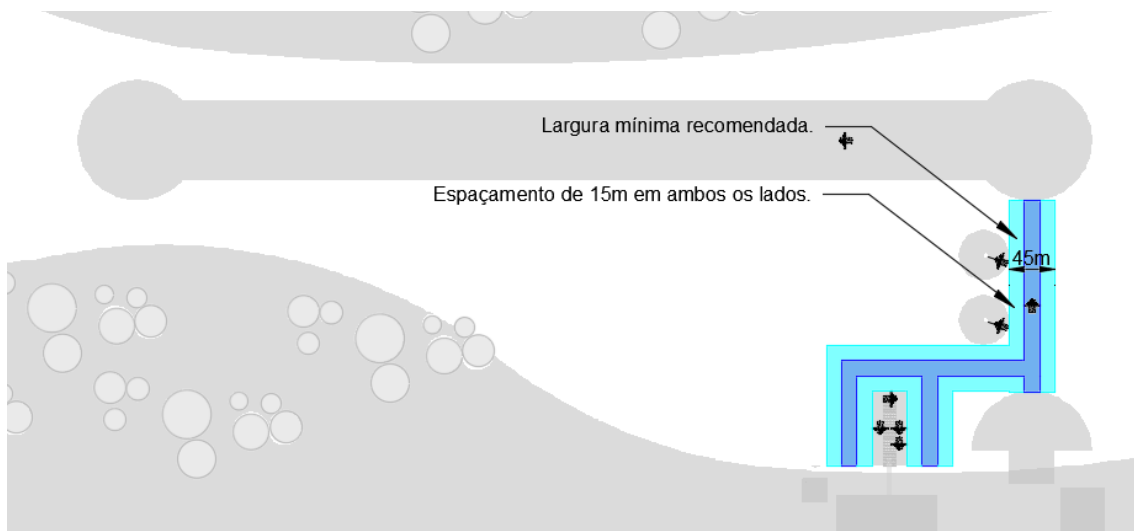 Largura mínima recomendada.
Espaçamento de 15m em ambos os lados.
45m